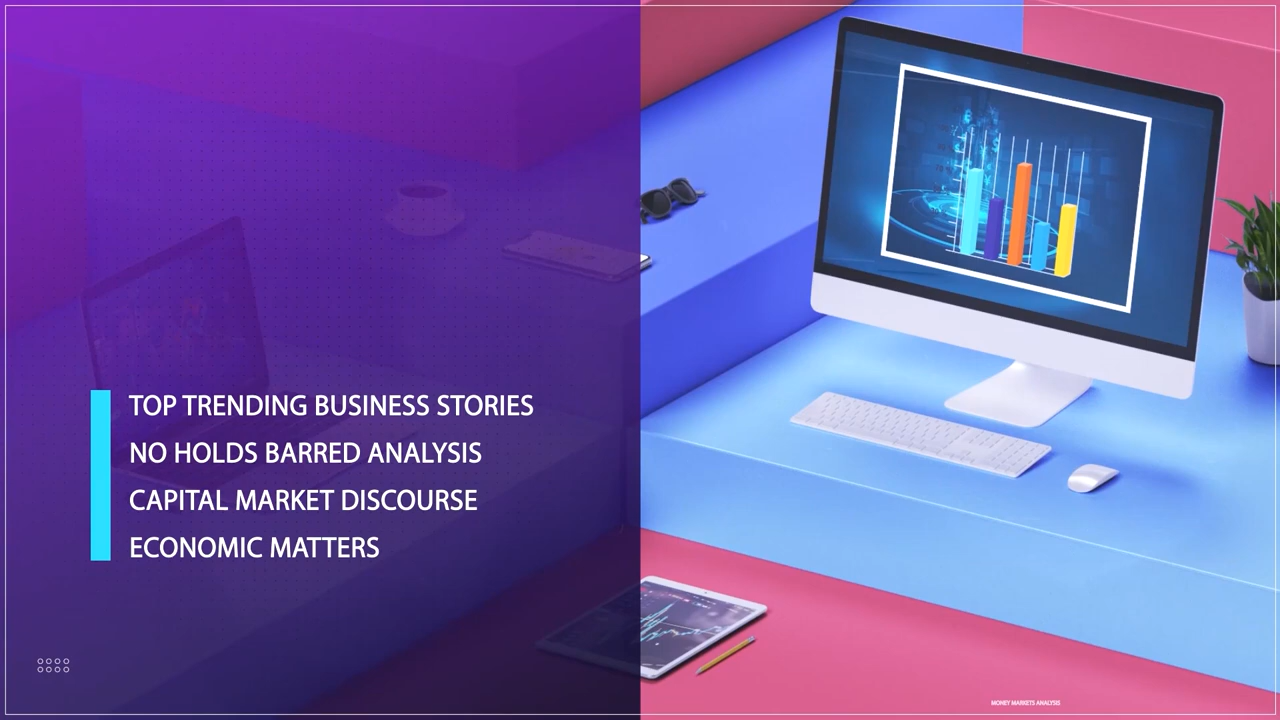 TOP TRENDING BUSINESS STORIES
NO HOLDS BARRED ANALYSIS
CAPITAL MARKET DISCOURSE
ECONOMIC MATTERS
MONEY MARKETS ANALYSIS